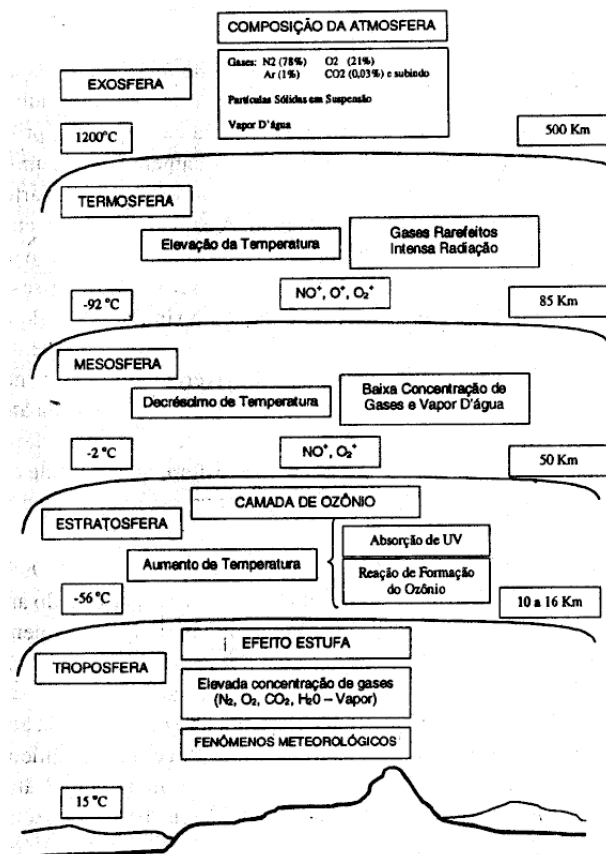 COMPOSIÇÃO DA ATMOSFERA
Gases: N2 (78%) O2 (21%)
Ar (1%) CO2 (0,03%) e subindo
Partículas Sólidas em Suspensão
Vapor D'água
EXOSFERA
1200°C
500 Km
TERMOSFERA
Elevação da Temperatura
Gases Rarefeitos
Intensa Radiação
NO⁺, O⁺, O₂⁺
-92 °C
85 Km
MESOSFERA
Decréscimo de Temperatura
Baixa Concentração de
Gases e Vapor D'água
-2 °C
NO⁺, O₂⁺
50 Km
CAMADA DE OZÔNIO
ESTRATOSFERA
Absorção de UV
Aumento de Temperatura
Reação de Formação
do Ozônio
-56 °C
10 a 16 Km
EFEITO ESTUFA
TROPOSFERA
Elevada concentração de gases
(N₂, O₂, CO₂, H₂0 – Vapor)
FENÔMENOS METEOROLÓGICOS
15 °C